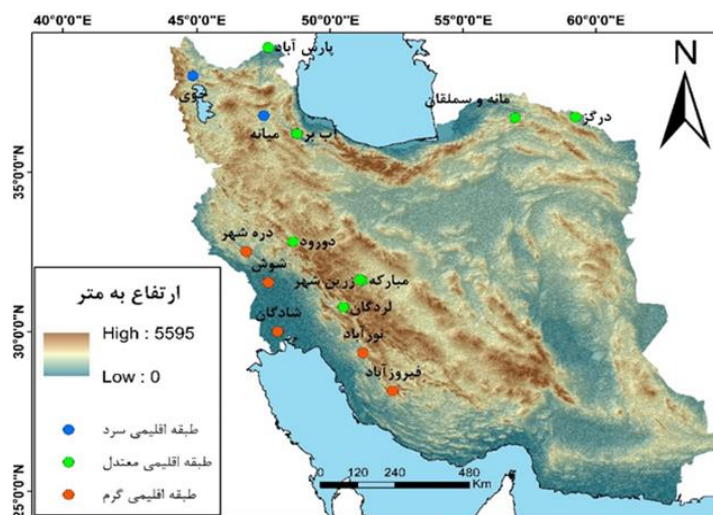 40°0'0"E 45°0'0"E 50°0'0"E 55°0'0"E 60°0'0"E
N
پارس آباد
خوی
میانه
آب بر
مانه و سملقان
درگز
35°0'0"N
دره شهر
دورود
شوش
زرین شهر مبارکه
لردگان
شادگان
نورآباد
فیروزآباد
30°0'0"N
25°0'0"N
ارتفاع به متر
High : 5595
Low : 0
طبقه اقلیمی سرد
طبقه اقلیمی معتدل
طبقه اقلیمی گرم
0 120 240 480
Km